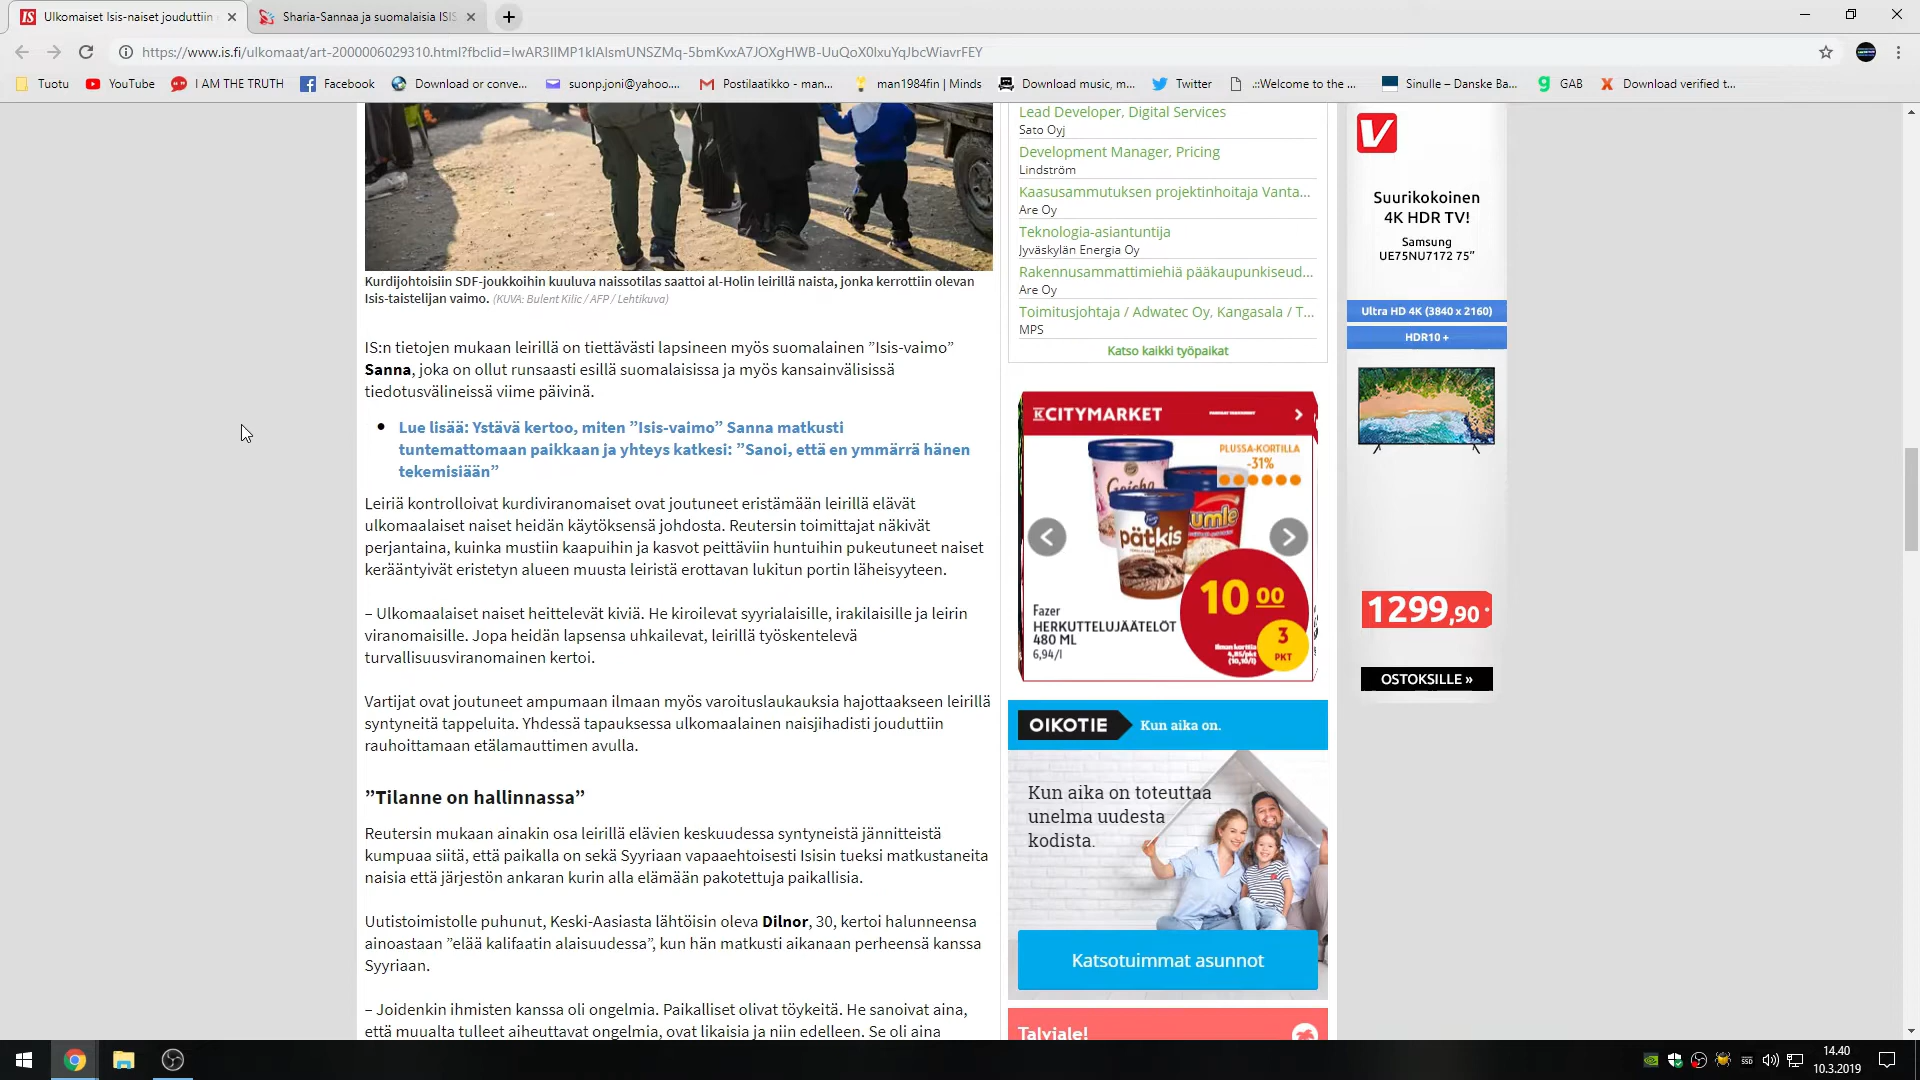 Ulkomaiset Isis-naiset jouduttiin
Sharia-Sannaa ja suomalaisia ISIS
https://www.is.fi/ulkomaat/art-2000006029310.html?fbclid=IwAR3IIMP1klAlsmUNSZMq-5bmKvxA7JOXgHWB-UuQoX0lxuYqJbcWiavrFEY
Tuotu
YouTube
I AM THE TRUTH
Facebook
Download or conve...
suonp.joni@yahoo....
Postilaatikko - man...
man1984fin | Minds
Download music, m...
Twitter
.::Welcome to the ...
Sinulle – Danske Ba...
GAB
Download verified t...
Kurdijohtoisiin SDF-joukkoihin kuuluva naissotilas saattoi al-Holin leirillä naista, jonka kerrottiin olevan
Isis-taistelijan vaimo. (KUVA: Bulent Kilic / AFP / Lehtikuva)
IS:n tietojen mukaan leirillä on tiettävästi lapsineen myös suomalainen ”Isis-vaimo”
Sanna, joka on ollut runsaasti esillä suomalaisissa ja myös kansainvälisissä
tiedotusvälineissä viime päivinä.
• Lue lisää: Ystävä kertoo, miten ”Isis-vaimo” Sanna matkusti
tuntemattomaan paikkaan ja yhteys katkesi: ”Sanoi, että en ymmärrä hänen
tekemisiään”
Leiriä kontrolloivat kurdiviranomaiset ovat joutuneet eristämään leirillä elävät
ulkomaalaiset naiset heidän käytöksensä johdosta. Reutersin toimittajat näkivät
perjantaina, kuinka mustiin kaapuihin ja kasvot peittäviin huntuihin pukeutuneet naiset
kerääntyivät eristetyn alueen muusta leiristä erottavan lukitun portin läheisyyteen.
– Ulkomaalaiset naiset heittelevät kiviä. He kiroilevat syyrialaisille, irakilaisille ja leirin
viranomaisille. Jopa heidän lapsensa uhkailevat, leirillä työskentelevä
turvallisuusviranomainen kertoi.
Vartijat ovat joutuneet ampumaan ilmaan myös varoituslaukauksia hajottaakseen leirillä
syntyneitä tappeluita. Yhdessä tapauksessa ulkomaalainen naisjihadisti jouduttiin
rauhoittamaan etälamauttimen avulla.
”Tilanne on hallinnassa”
Reutersin mukaan ainakin osa leirillä elävien keskuudessa syntyneistä jännitteistä
kumpuaa siitä, että paikalla on sekä Syyriaan vapaaehtoisesti Isisin tueksi matkustaneita
naisia että järjestön ankaran kurin alla elämään pakotettuja paikallisia.
Uutistoimistolle puhunut, Keski-Aasiasta lähtöisin oleva Dilnor, 30, kertoi halunneensa
ainoastaan ”elää kalifaatin alaisuudessa”, kun hän matkusti aikanaan perheensä kanssa
Syyriaan.
– Joidenkin ihmisten kanssa oli ongelmia. Paikalliset olivat töykeitä. He sanoivat aina,
että muualta tulleet aiheuttavat ongelmia, ovat likaisia ja niin edelleen. Se oli aina
Lead Developer, Digital Services
Sato Oyj
Development Manager, Pricing
Lindström
Kaasusammutuksen projektinhoitaja Vanta...
Are Oy
Teknologia-asiantuntija
Jyväskylän Energia Oy
Rakennusammattimiehiä pääkaupunkiseud...
Are Oy
Toimitusjohtaja / Adwatec Oy, Kangasala / T...
MPS
Katso kaikki työpaikat
KCITYMARKET
PLUSSA-KORTILLA
-31%
Geisha
pätkis
Dumle
Fazer
HERKUTTELUJÄÄTELÖT
480 ML
6,94/l
10 00
3
PKT
OIKOTIE
Kun aika on.
Kun aika on toteuttaa
unelma uudesta
kodista.
Katsotuimmat asunnot
Talviale!
V
Suurikokoinen
4K HDR TV!
Samsung
UE75NU7172 75”
Ultra HD 4K (3840 x 2160)
HDR10 +
1299,90
OSTOKSILLE »
14.40
10.3.2019